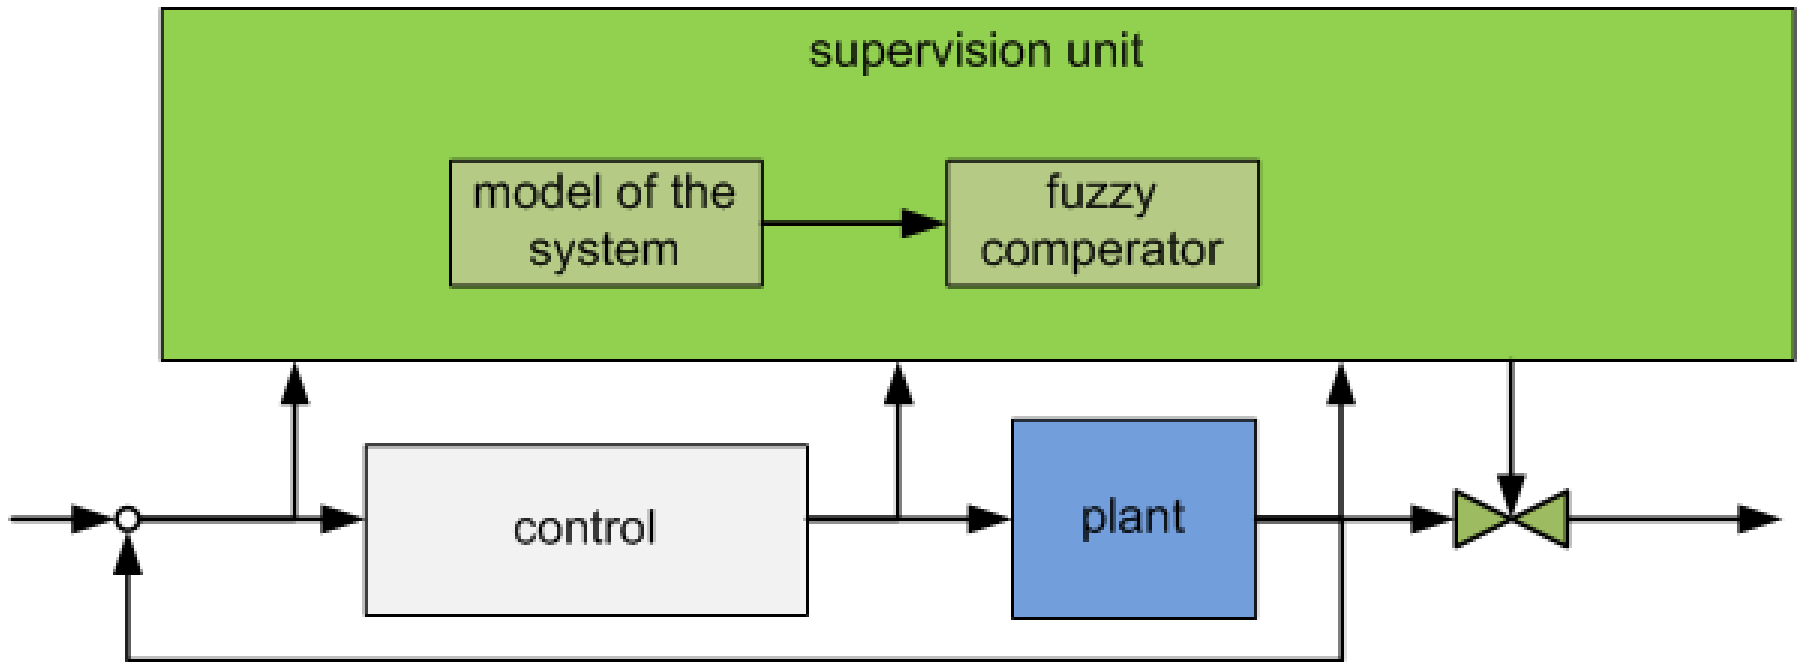 supervision unit
model of the
system
fuzzy
comperator
control
plant